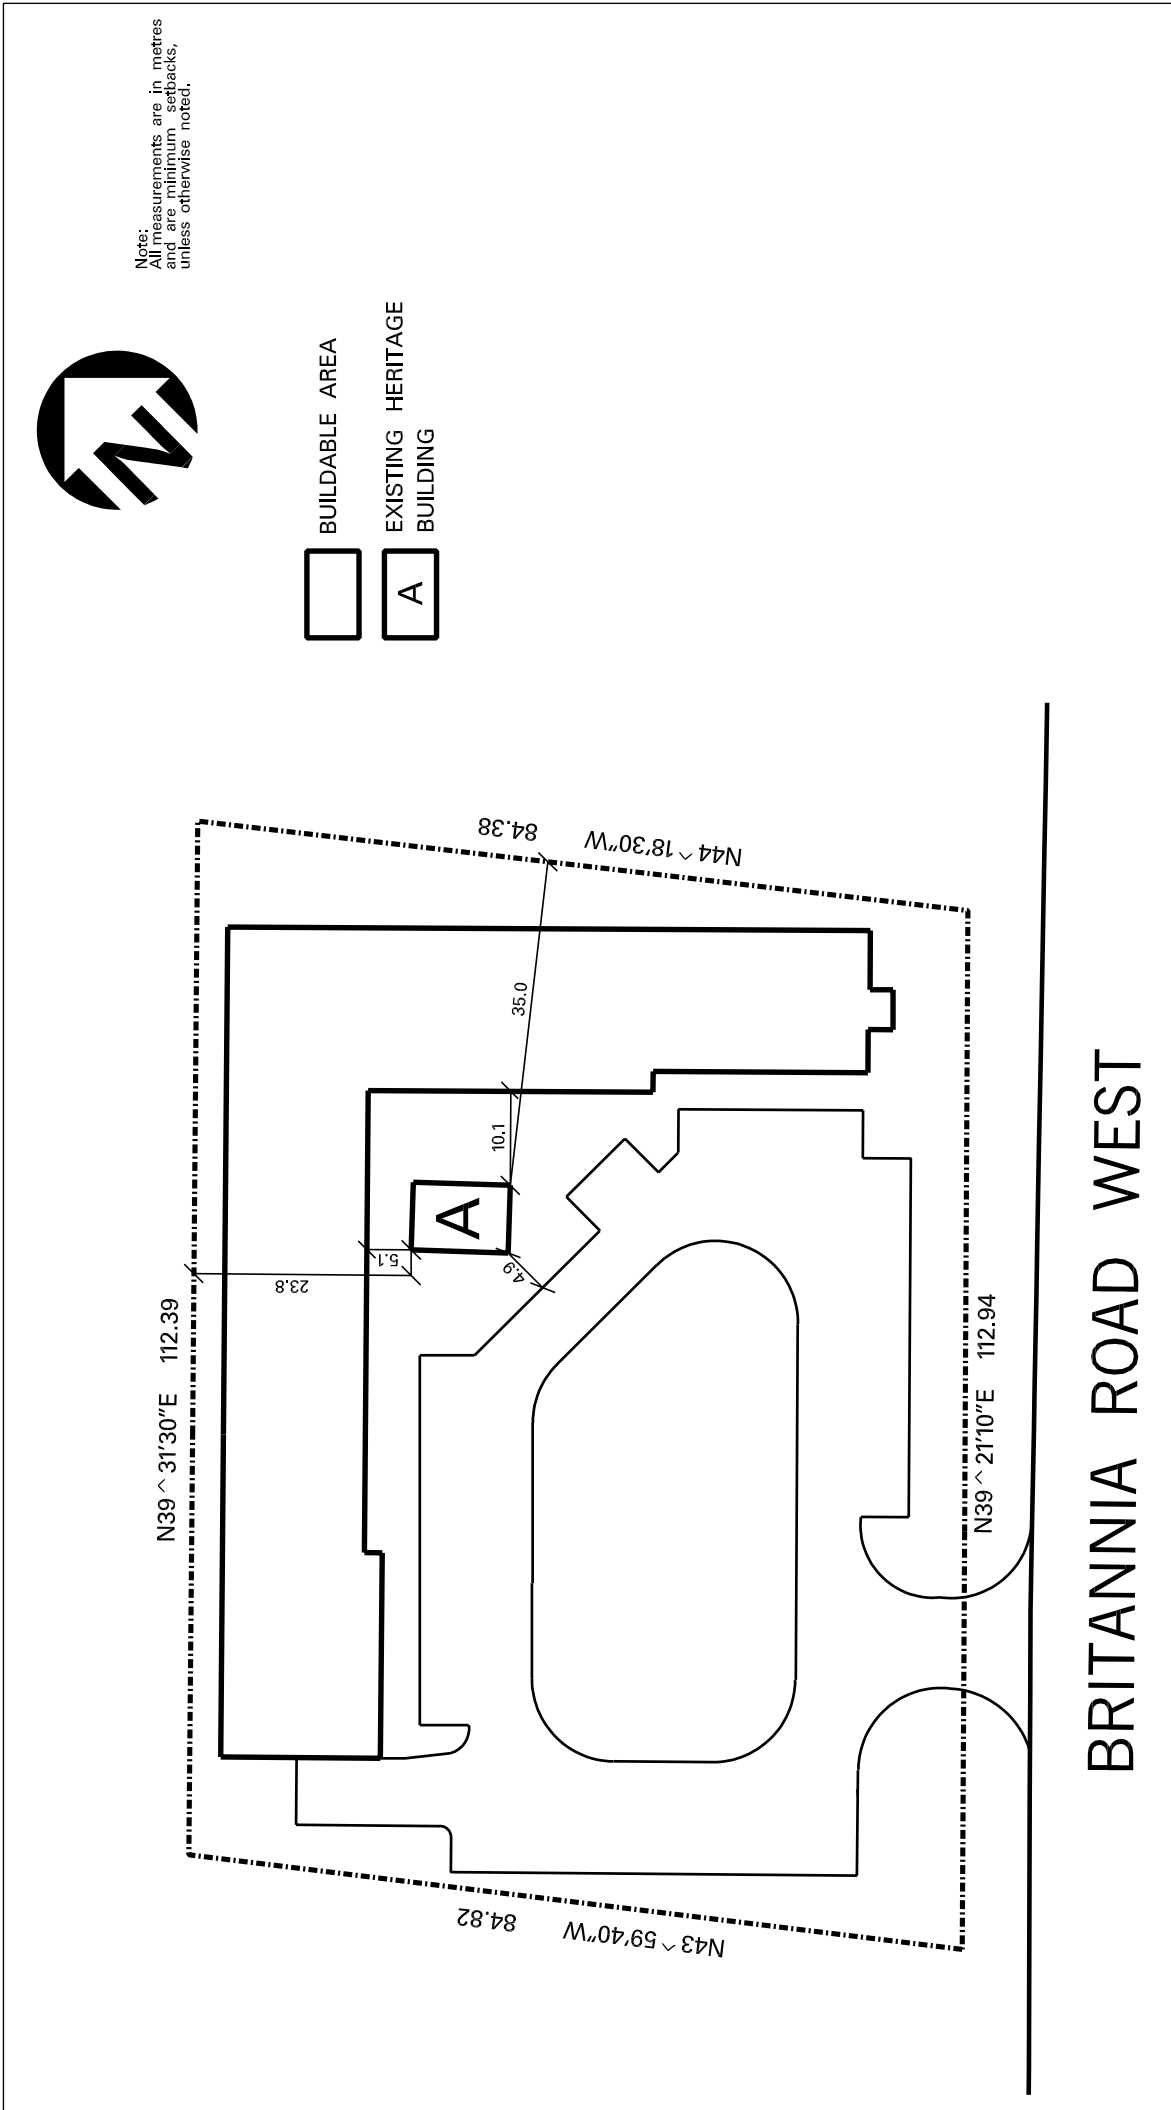 Note:
All measurements are in metres
and are minimum setbacks,
unless otherwise noted.
N
BUILDABLE AREA
A
EXISTING HERITAGE
BUILDING
N39^31'30"E 112.39
84.38 N44^18'30"W
23.8
5.1
A
10.1
35.0
4.9
84.82 N43^59'40"W
N39^21'10"E 112.94
BRITANNIA ROAD WEST